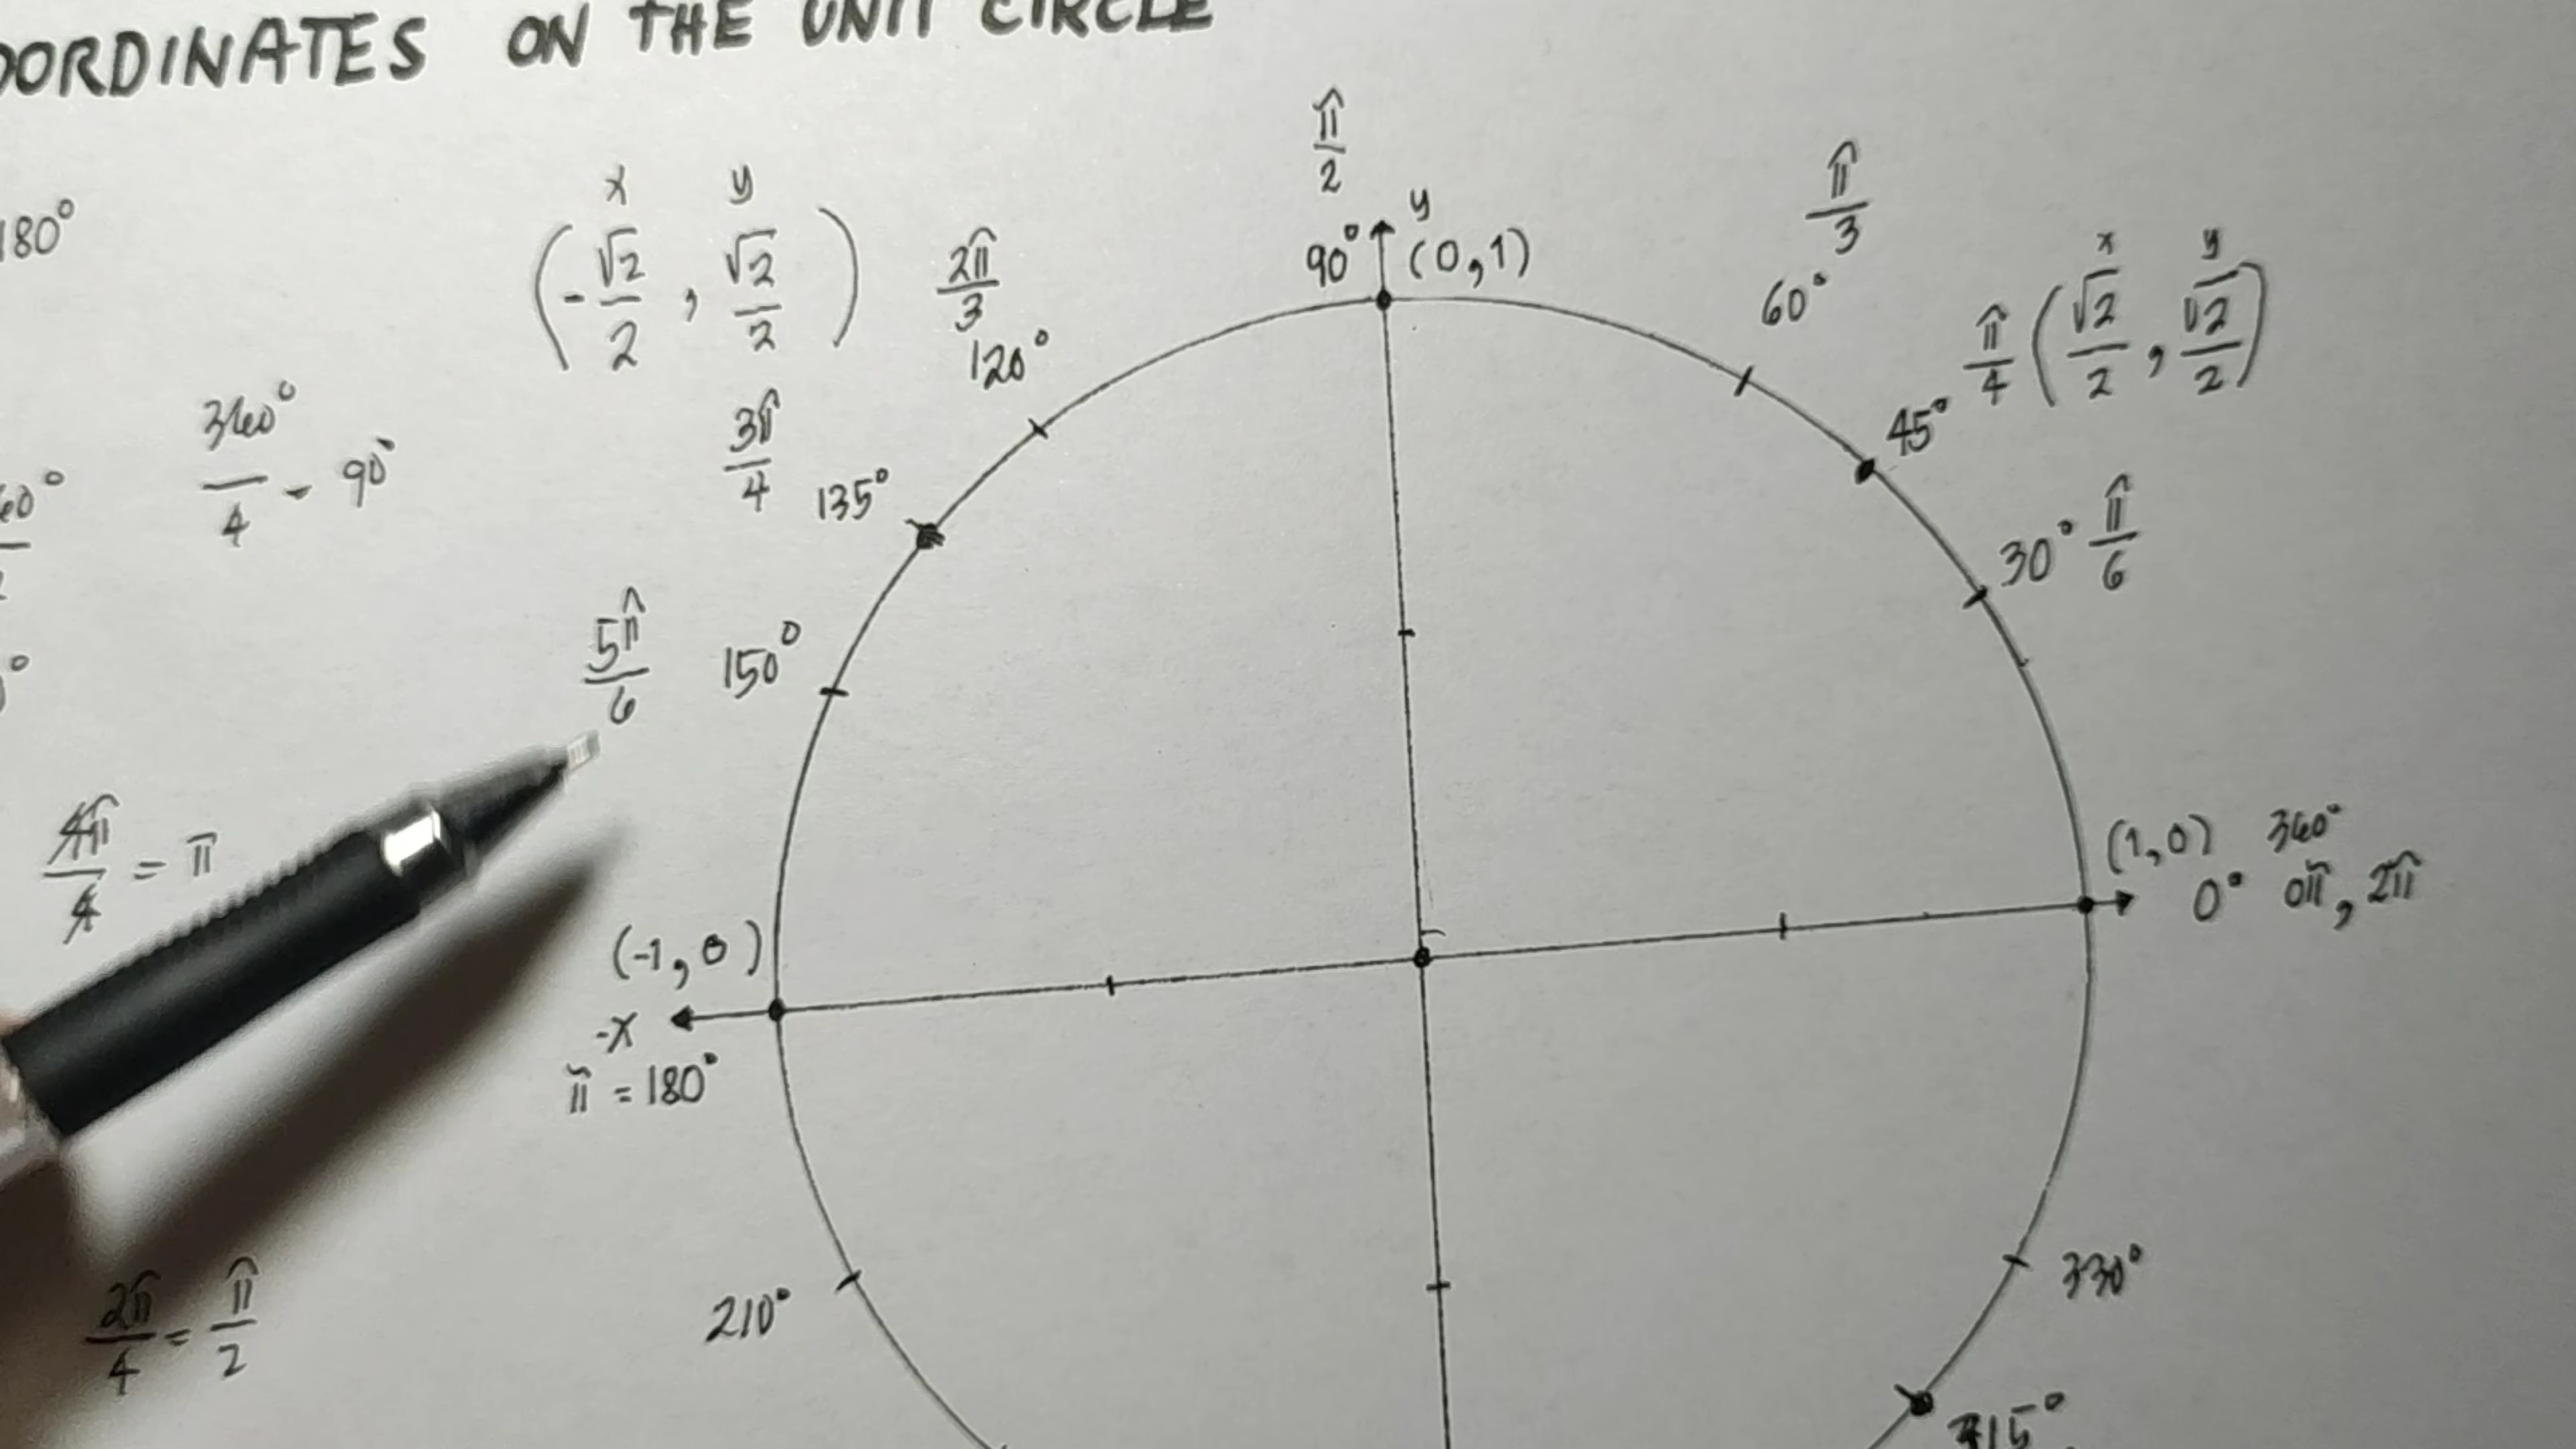 OORDINATES ON THE UNIT CIRCLE
180°
360°/4 = 90°
60°
4π/4 = π
2π/4 = π/2
x y
(-√2/2, √2/2)
2π/3
120°
3π/4
135°
5π/6
150°
(-1, 0)
-x
π = 180°
210°
π/2
90°
y
(0,1)
π/3
60°
x y
45° π/4 (√2/2, √2/2)
30° π/6
(1,0) 360°
0° 0π, 2π
330°
315°